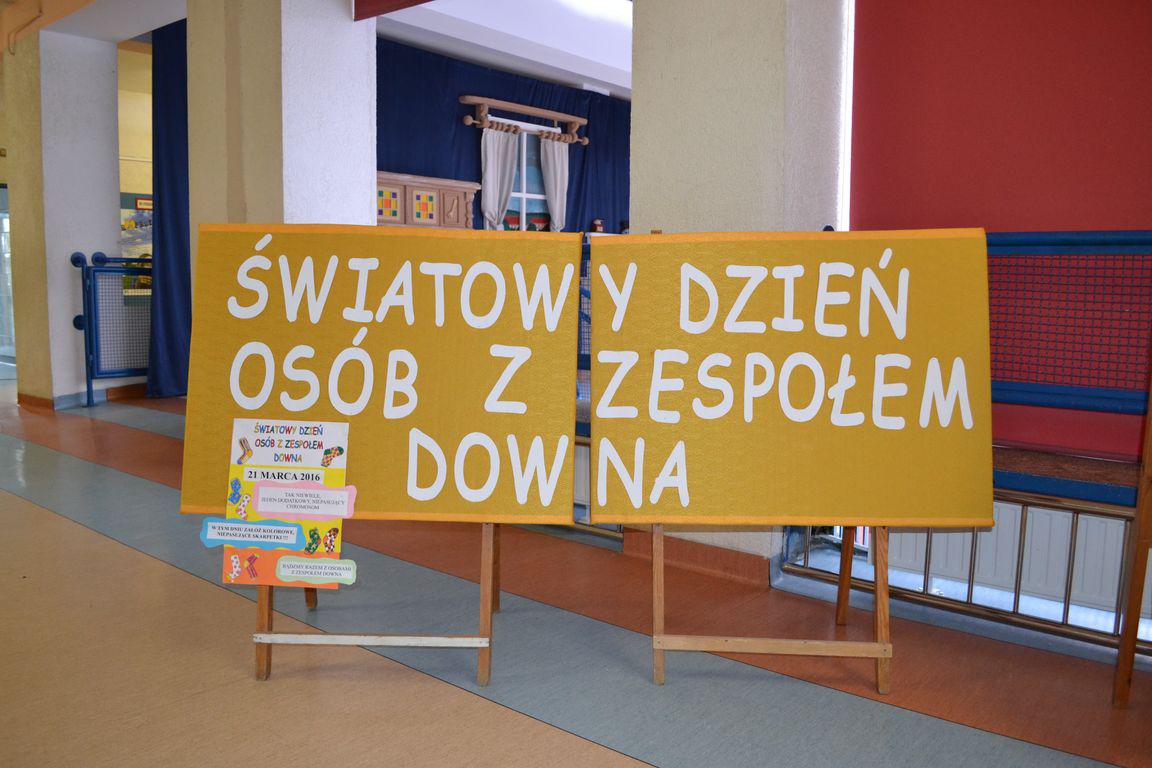 ŚWIATOWY DZIEŃ
OSÓB Z ZESPOŁEM
DOWNA
ŚWIATOWY DZIEŃ
OSÓB Z ZESPOŁEM
DOWNA
21 MARCA 2016
TAK NIEWIELE,
JEDEN DODATKOWY, NIEPASUJĄCY
CHROMOSOM
W TYM DNIU ZAŁÓŻ KOLOROWE,
NIEPASUJĄCE SKARPETKI !!!
BĄDŹMY RAZEM Z OSOBAMI
Z ZESPOŁEM DOWNA